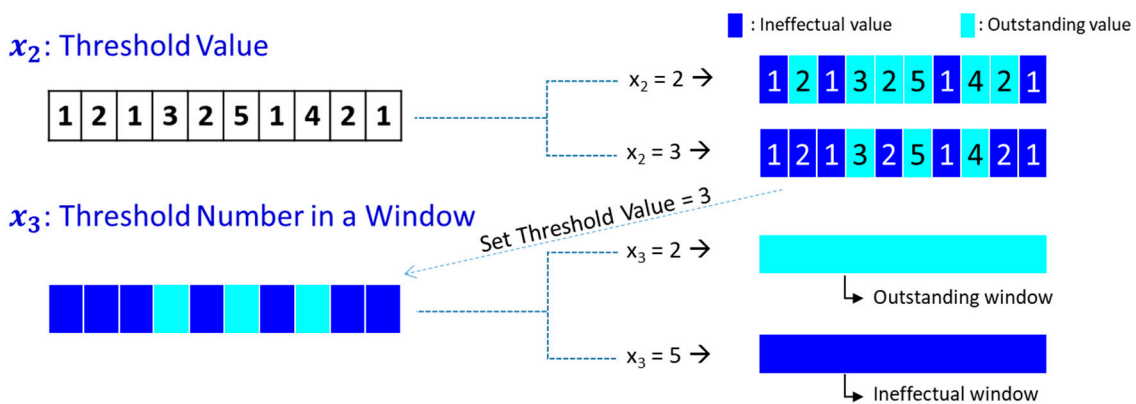 : Ineffectual value
: Outstanding value
x₂: Threshold Value
1 2 1 3 2 5 1 4 2 1
x₂ = 2 →
1 2 1 3 2 5 1 4 2 1
x₂ = 3 →
1 2 1 3 2 5 1 4 2 1
x₃: Threshold Number in a Window
Set Threshold Value = 3
x₃ = 2 →
Outstanding window
x₃ = 5 →
Ineffectual window